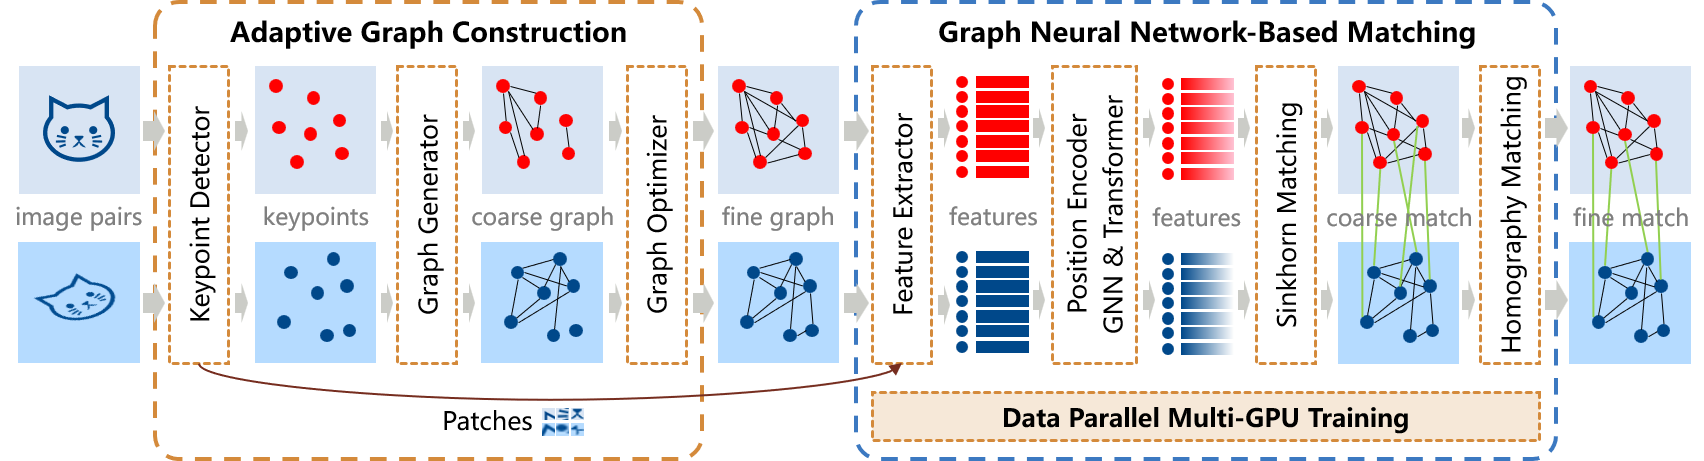 Adaptive Graph Construction
Graph Neural Network-Based Matching
image pairs
Keypoint Detector
keypoints
Graph Generator
coarse graph
Graph Optimizer
fine graph
Feature Extractor
features
Position Encoder
GNN & Transformer
features
Sinkhorn Matching
coarse match
Homography Matching
fine match
Patches
Data Parallel Multi-GPU Training